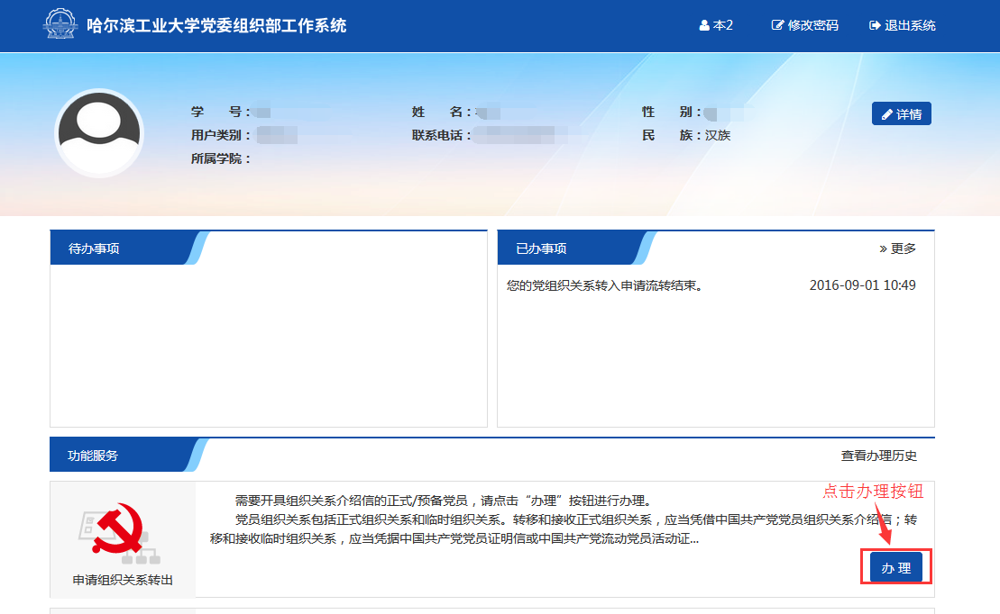 哈尔滨工业大学党委组织部工作系统
本2 修改密码 退出系统
学 号： 姓 名： 性 别： 详情
用户类别： 联系电话： 民 族：汉族
所属学院：
待办事项 已办事项 » 更多
您的党组织关系转入申请流转结束。 2016-09-01 10:49
功能服务 查看办理历史
点击办理按钮
需要开具组织关系介绍信的正式/预备党员，请点击“办理”按钮进行办理。
党员组织关系包括正式组织关系和临时组织关系。转移和接收正式组织关系，应当凭借中国共产党党员组织关系介绍信；转
移和接收临时组织关系，应当凭据中国共产党党员证明信或中国共产党流动党员活动证...
办 理
申请组织关系转出